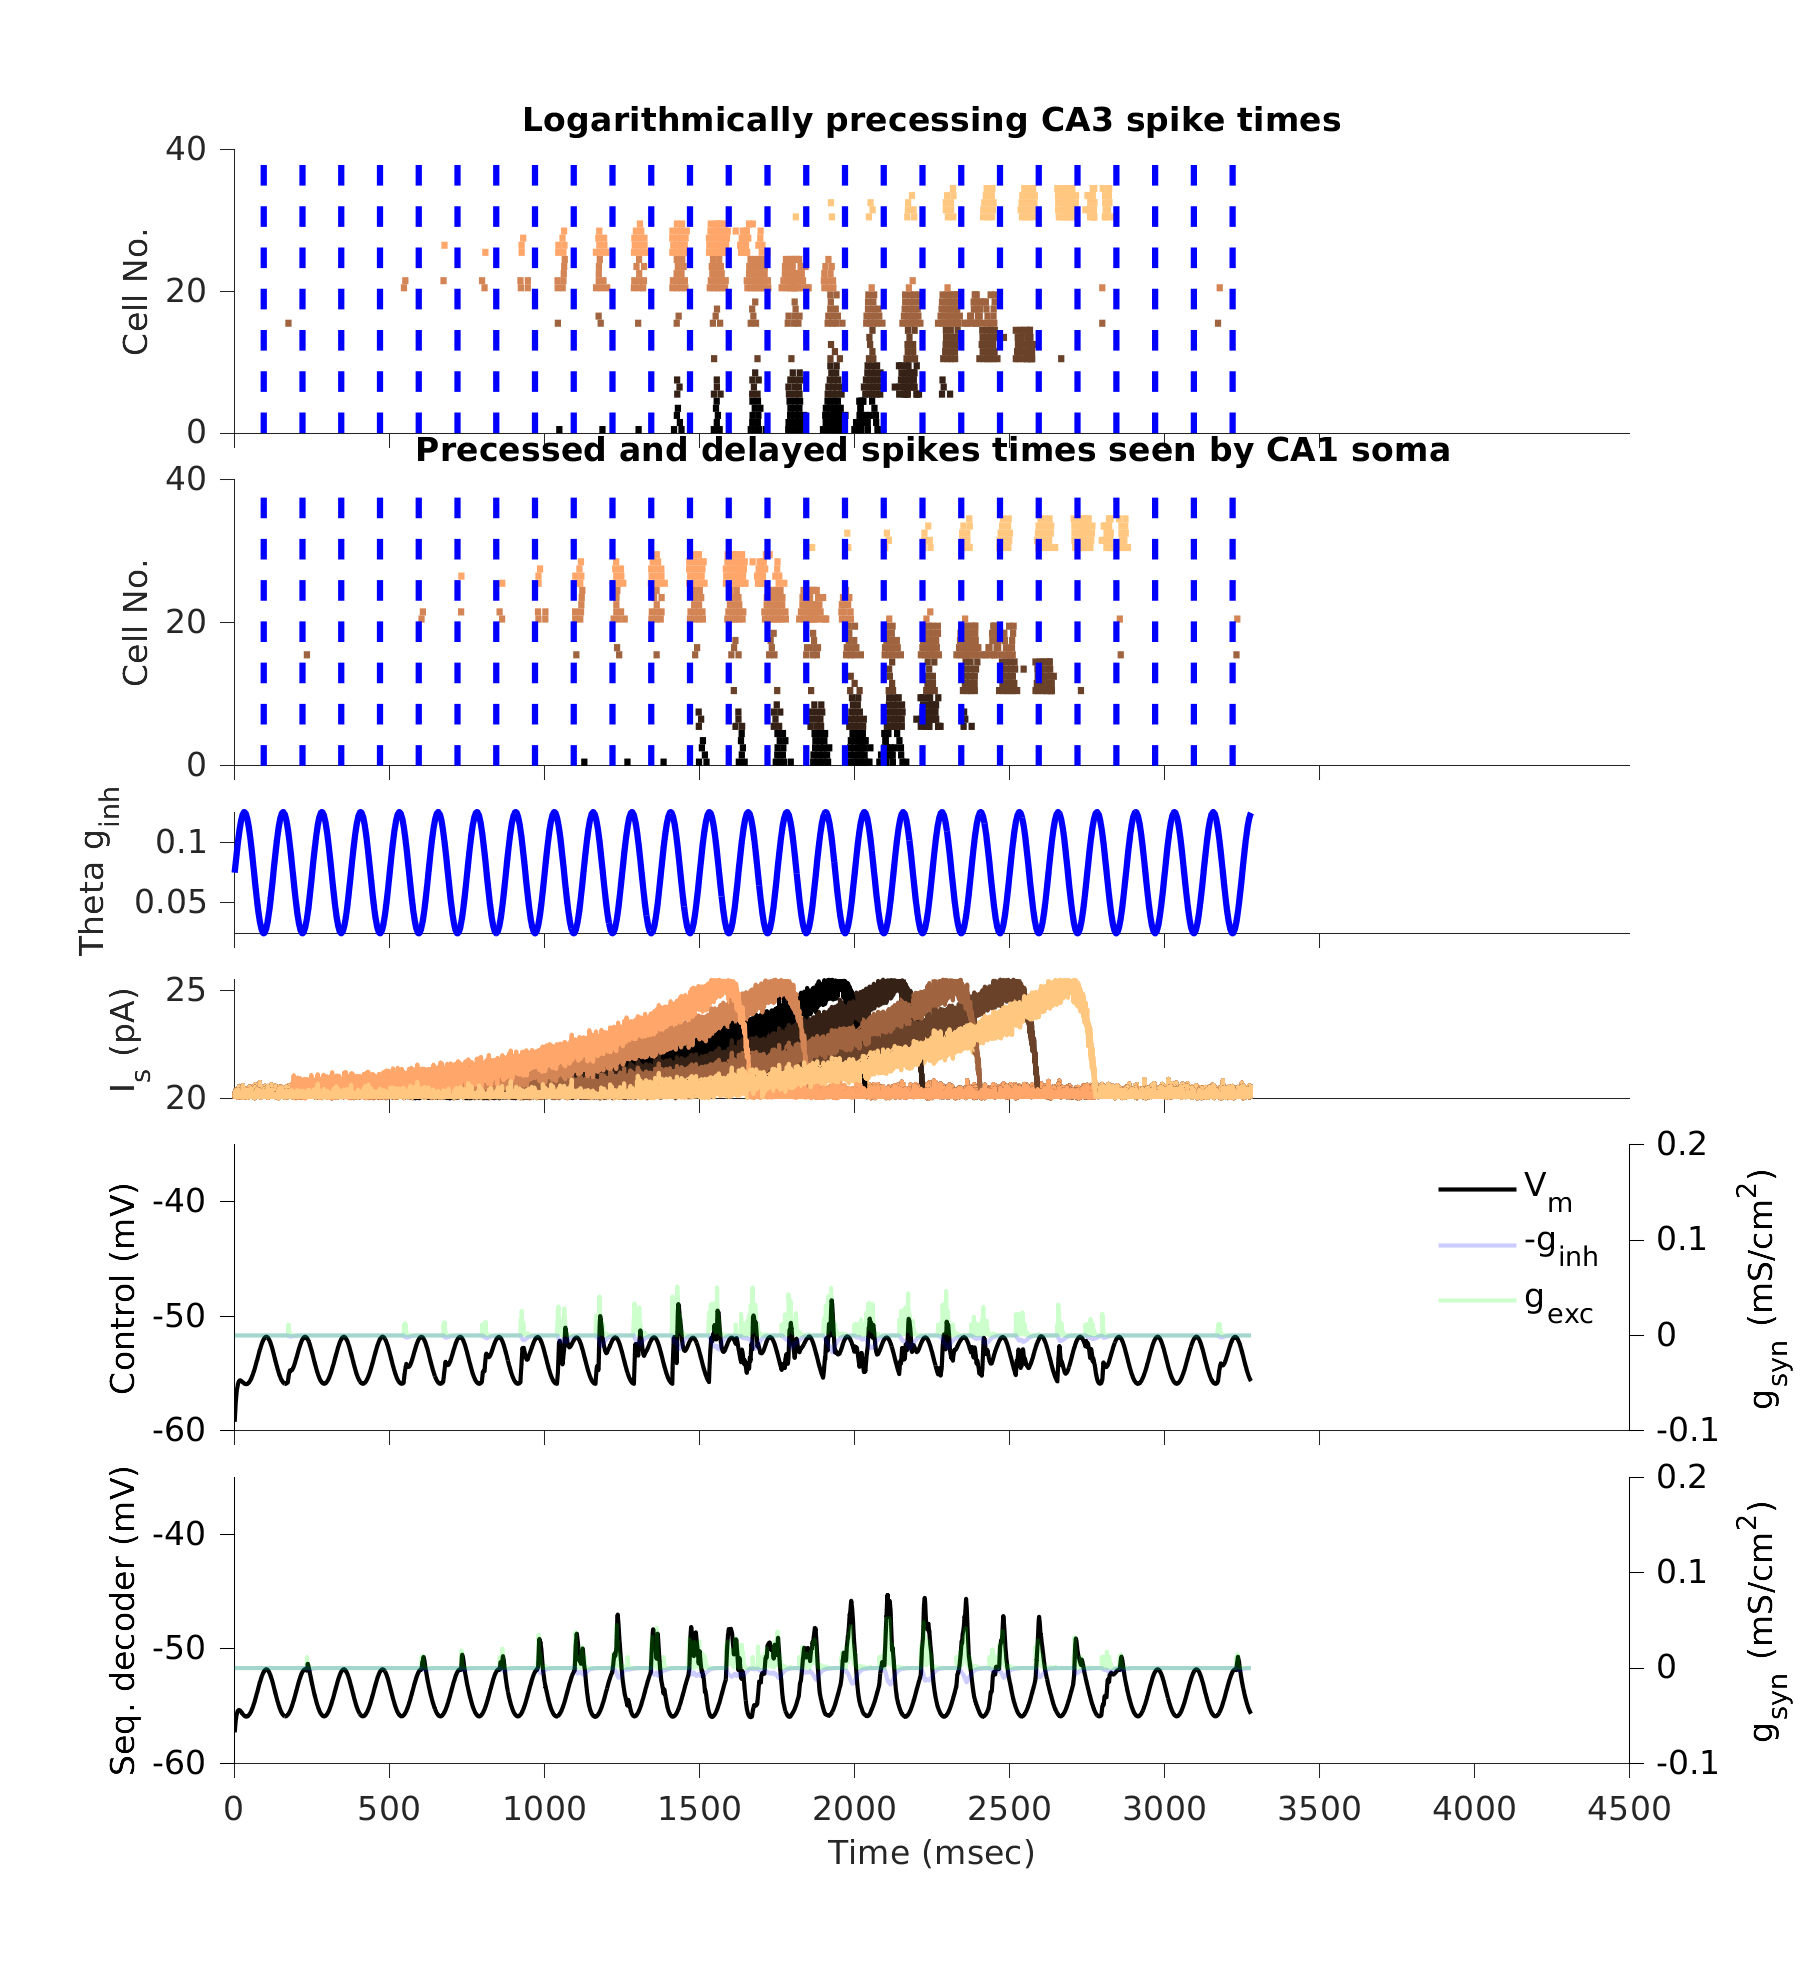 Logarithmically precessing CA3 spike times
40
20
0
Cell No.
Precessed and delayed spikes times seen by CA1 soma
40
20
0
Cell No.
0.1
0.05
Theta g_inh
25
20
I_s (pA)
-40
-50
-60
Control (mV)
V_m
-g_inh
g_exc
0.2
0.1
0
-0.1
g_syn (mS/cm^2)
-40
-50
-60
Seq. decoder (mV)
0.2
0.1
0
-0.1
g_syn (mS/cm^2)
0 500 1000 1500 2000 2500 3000 3500 4000 4500
Time (msec)